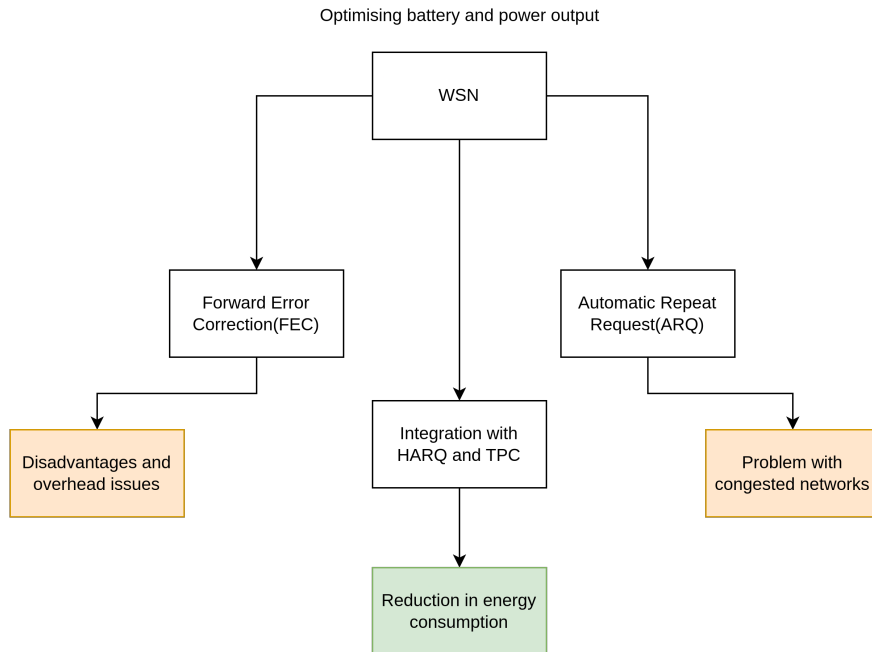 Optimising battery and power output
WSN
Forward Error
Correction(FEC)
Automatic Repeat
Request(ARQ)
Integration with
HARQ and TPC
Disadvantages and
overhead issues
Problem with
congested networks
Reduction in energy
consumption